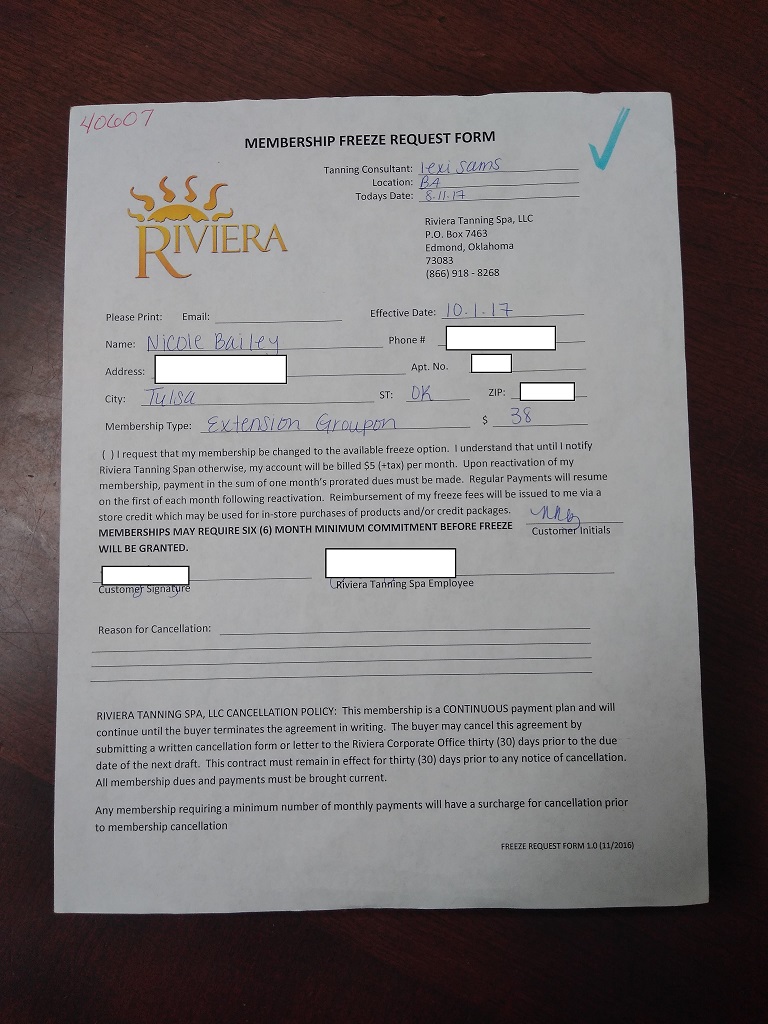 40607
MEMBERSHIP FREEZE REQUEST FORM
Tanning Consultant: lexi sams
Location: BA
Todays Date: 8-11-17
RIVIERA
Riviera Tanning Spa, LLC
P.O. Box 7463
Edmond, Oklahoma
73083
(866) 918 - 8268
Please Print: Email: Effective Date: 10-1-17
Name: Nicole Bailey Phone #
Address: Apt. No.
City: Tulsa ST: OK ZIP:
Membership Type: Extension Groupon $ 38
( ) I request that my membership be changed to the available freeze option. I understand that until I notify
Riviera Tanning Span otherwise, my account will be billed $5 (+tax) per month. Upon reactivation of my
membership, payment in the sum of one month's prorated dues must be made. Regular Payments will resume
on the first of each month following reactivation. Reimbursement of my freeze fees will be issued to me via a
store credit which may be used for in-store purchases of products and/or credit packages.
MEMBERSHIPS MAY REQUIRE SIX (6) MONTH MINIMUM COMMITMENT BEFORE FREEZE
WILL BE GRANTED.
Customer Initials
Customer Signature Riviera Tanning Spa Employee
Reason for Cancellation:
RIVIERA TANNING SPA, LLC CANCELLATION POLICY: This membership is a CONTINUOUS payment plan and will
continue until the buyer terminates the agreement in writing. The buyer may cancel this agreement by
submitting a written cancellation form or letter to the Riviera Corporate Office thirty (30) days prior to the due
date of the next draft. This contract must remain in effect for thirty (30) days prior to any notice of cancellation.
All membership dues and payments must be brought current.
Any membership requiring a minimum number of monthly payments will have a surcharge for cancellation prior
to membership cancellation
FREEZE REQUEST FORM 1.0 (11/2016)